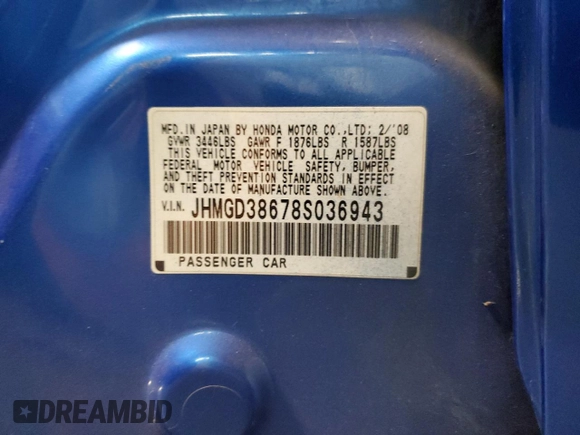 MFD.IN JAPAN BY HONDA MOTOR CO.,LTD; 2/'08
GVWR 3446LBS GAWR F 1876LBS R 1587LBS
THIS VEHICLE CONFORMS TO ALL APPLICABLE
FEDERAL MOTOR VEHICLE SAFETY, BUMPER,
AND THEFT PREVENTION STANDARDS IN EFFECT
ON THE DATE OF MANUFACTURE SHOWN ABOVE.
V.I.N. JHMGD38678S036943
PASSENGER CAR
DREAMBID